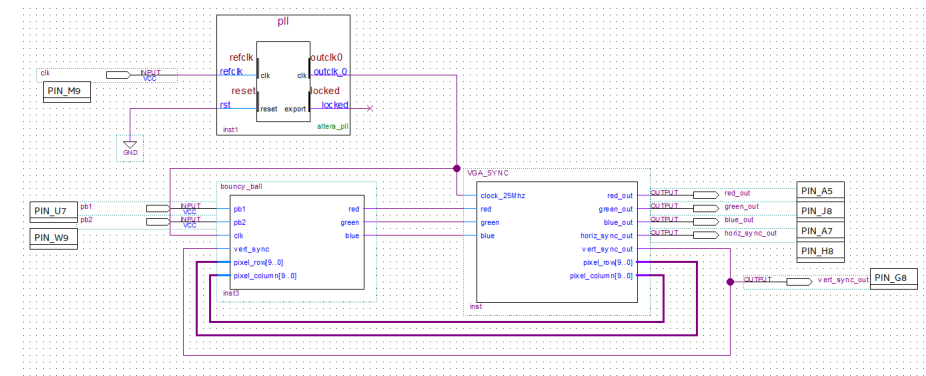 pll
refclk outclk0
clk INPUT VCC refclk clk clk outclk_0
PIN_M9
reset locked
rst reset export locked
inst1 altera_pll
GND
VGA_SYNC
bouncy_ball
clock_25Mhz red_out OUTPUT red_out PIN_A5
PIN_U7 pb1 INPUT VCC pb1 red red green_out OUTPUT green_out PIN_J8
pb2 INPUT VCC pb2 green green blue_out OUTPUT blue_out PIN_A7
PIN_W9 clk blue blue horiz_sync_out OUTPUT horiz_sync_out PIN_H8
vert_sync vert_sync_out
pixel_row[9..0] pixel_row[9..0]
pixel_column[9..0] pixel_column[9..0]
OUTPUT vert_sync_out PIN_G8
inst3 inst